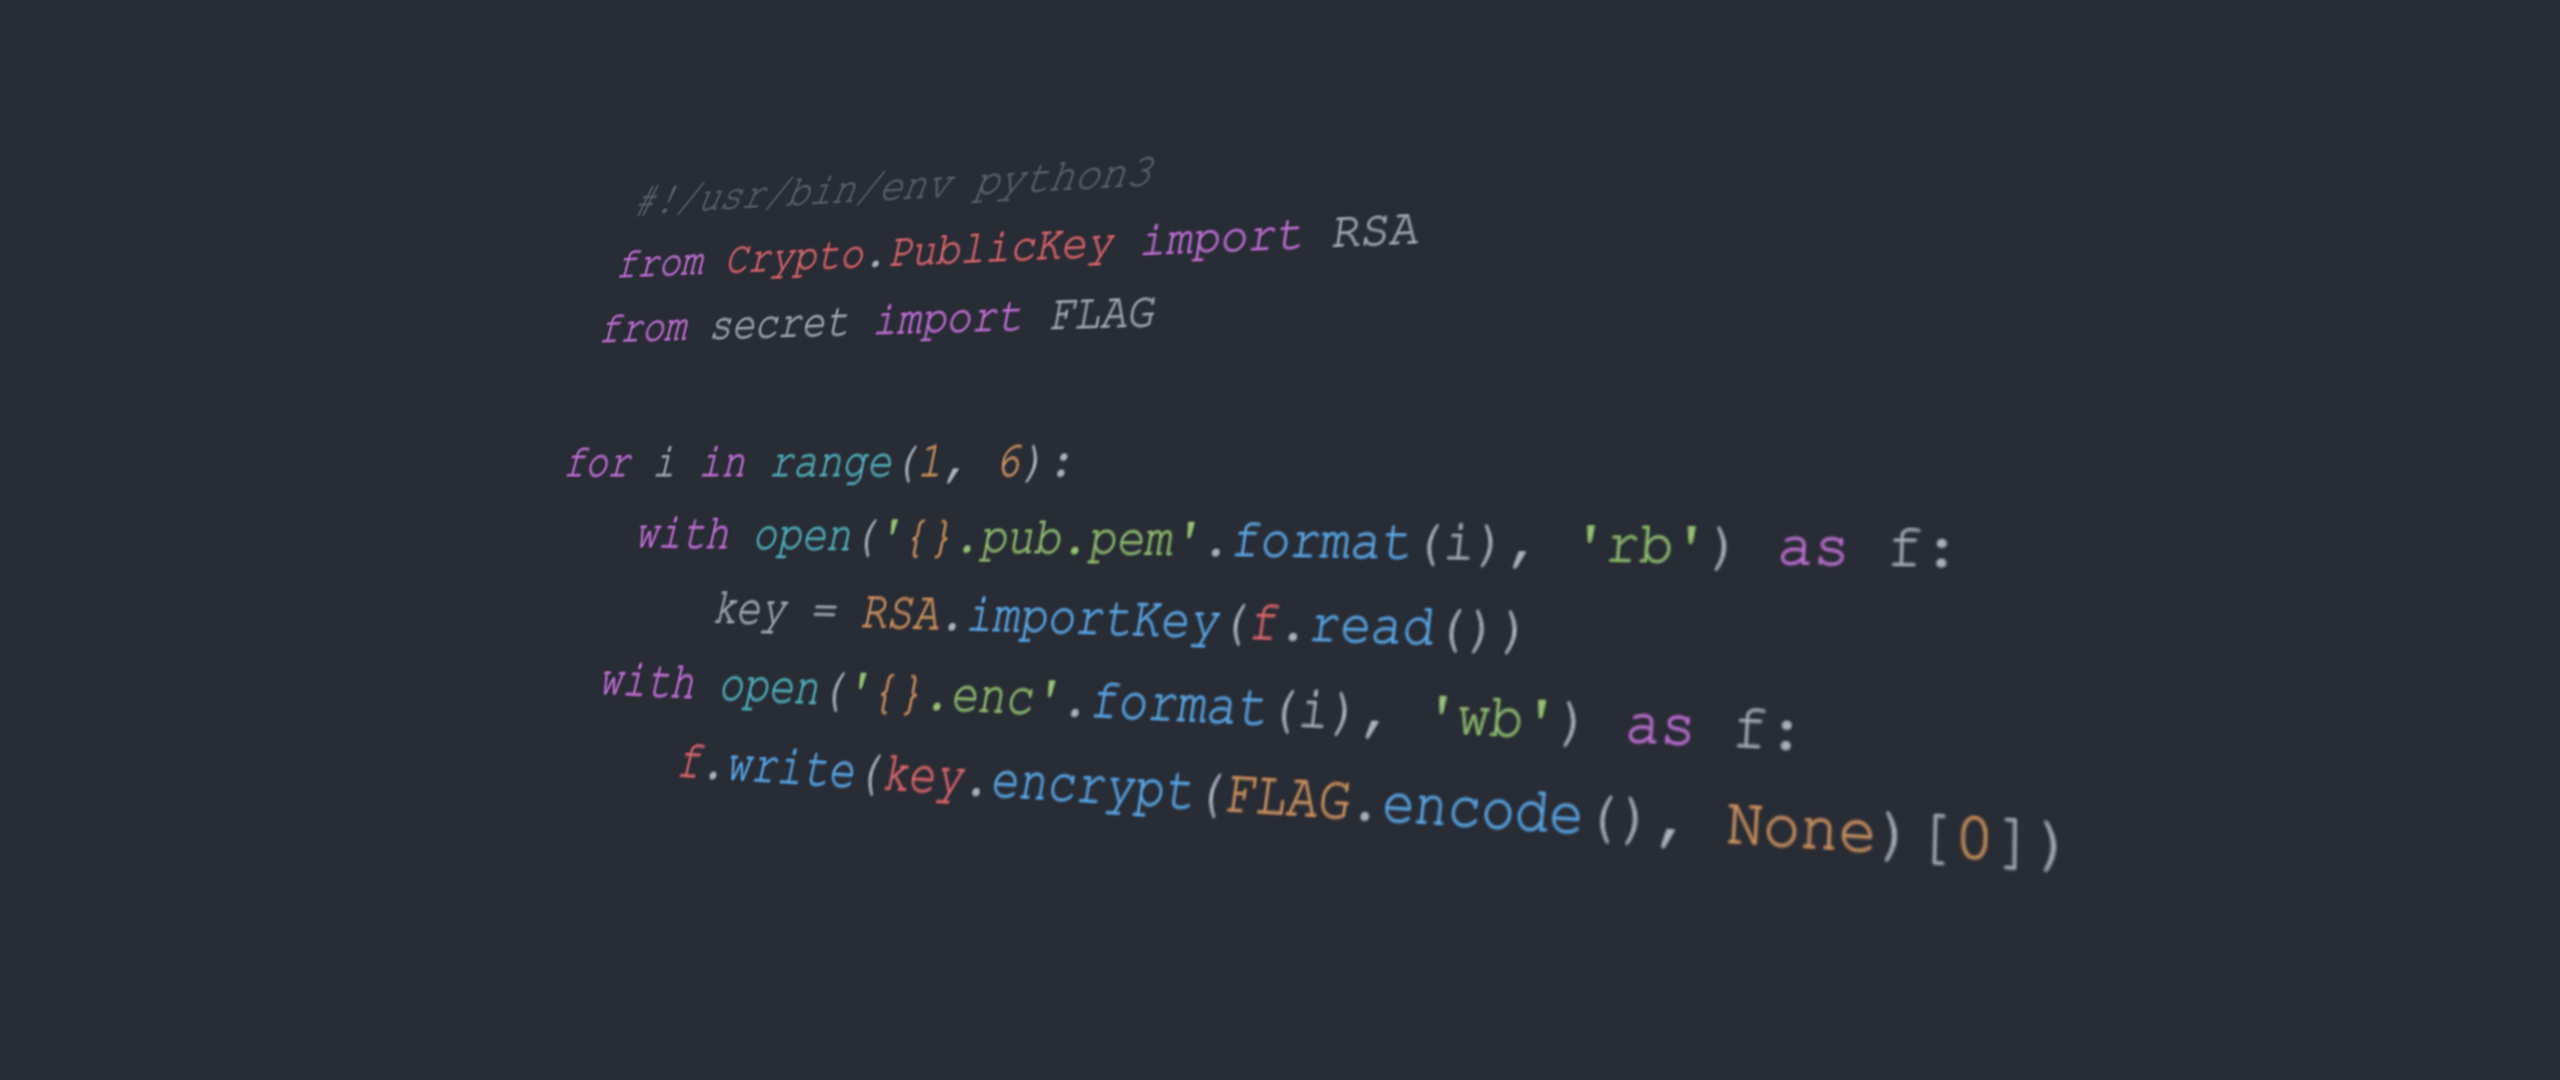 #!/usr/bin/env python3
from Crypto.PublicKey import RSA
from secret import FLAG
for i in range(1, 6):
with open('{}.pub.pem'.format(i), 'rb') as f:
key = RSA.importKey(f.read())
with open('{}.enc'.format(i), 'wb') as f:
f.write(key.encrypt(FLAG.encode(), None)[0])